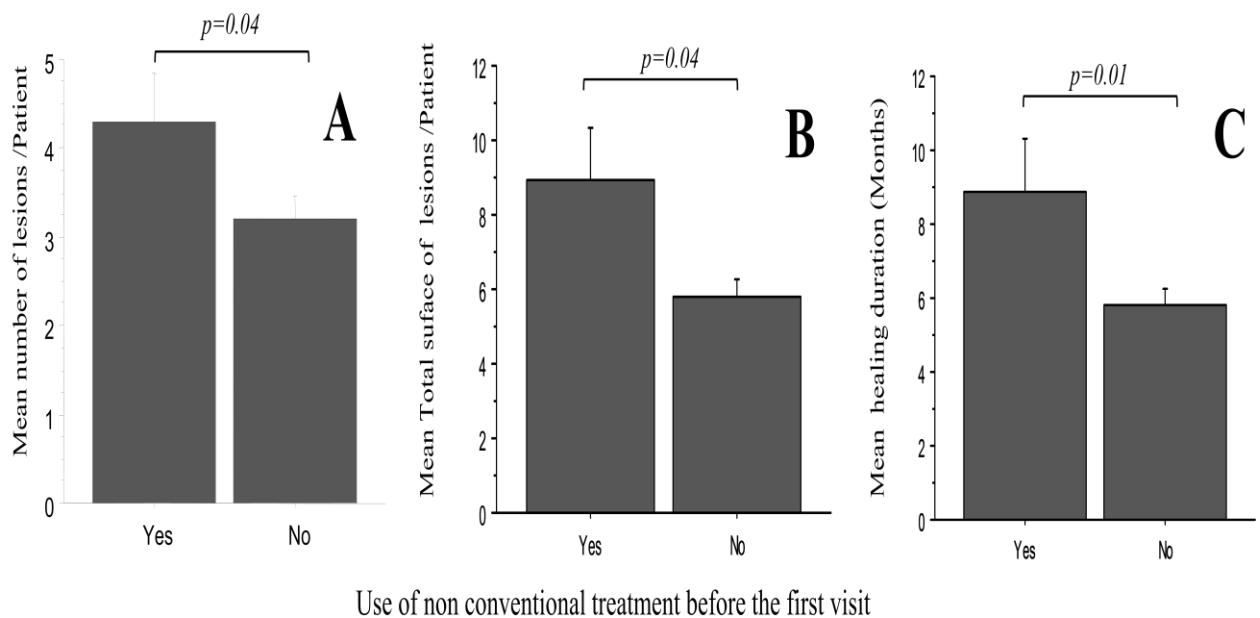 p=0.04
A
Mean number of lesions /Patient
5
4
3
2
1
0
Yes
No
p=0.04
B
Mean Total suface of lesions /Patient
12
10
8
6
4
2
0
Yes
No
p=0.01
C
Mean healing duration (Months)
12
10
8
6
4
2
0
Yes
No
Use of non conventional treatment before the first visit